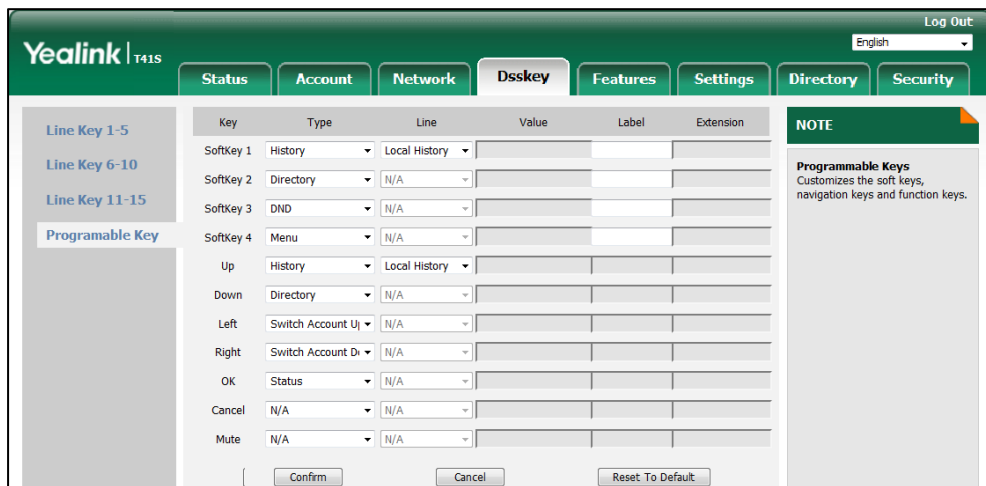 Log Out
Yealink | T41S
English
Status Account Network Dsskey Features Settings Directory Security
Line Key 1-5
Line Key 6-10
Line Key 11-15
Programable Key
Key Type Line Value Label Extension
SoftKey 1 History Local History
SoftKey 2 Directory N/A
SoftKey 3 DND N/A
SoftKey 4 Menu N/A
Up History Local History
Down Directory N/A
Left Switch Account U N/A
Right Switch Account D N/A
OK Status N/A
Cancel N/A N/A
Mute N/A N/A
Confirm Cancel Reset To Default
NOTE
Programmable Keys
Customizes the soft keys,
navigation keys and function keys.